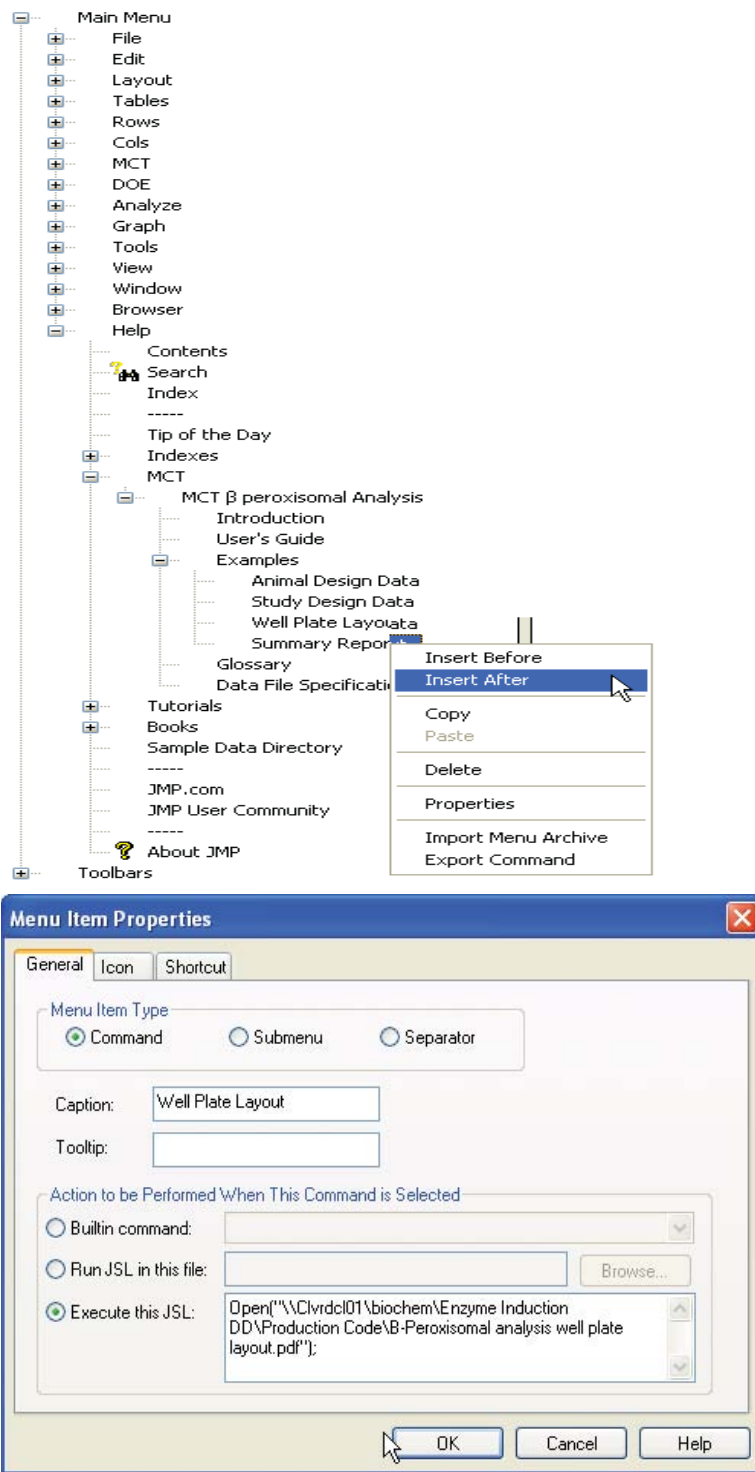 Main Menu
File
Edit
Layout
Tables
Rows
Cols
MCT
DOE
Analyze
Graph
Tools
View
Window
Browser
Help
Contents
Search
Index
-----
Tip of the Day
Indexes
MCT
MCT β peroxisomal Analysis
Introduction
User's Guide
Examples
Animal Design Data
Study Design Data
Well Plate Layouata
Summary Report
Glossary
Data File Specificati
Tutorials
Books
Sample Data Directory
-----
JMP.com
JMP User Community
-----
About JMP
Toolbars
Insert Before
Insert After
Copy
Paste
Delete
Properties
Import Menu Archive
Export Command
Menu Item Properties
General Icon Shortcut
Menu Item Type
Command Submenu Separator
Caption: Well Plate Layout
Tooltip:
Action to be Performed When This Command is Selected
Builtin command:
Run JSL in this file: Browse...
Execute this JSL: Open("\\Clvrdcl01\biochem\Enzyme Induction
DD\Production Code\B-Peroxisomal analysis well plate
layout.pdf");
OK Cancel Help